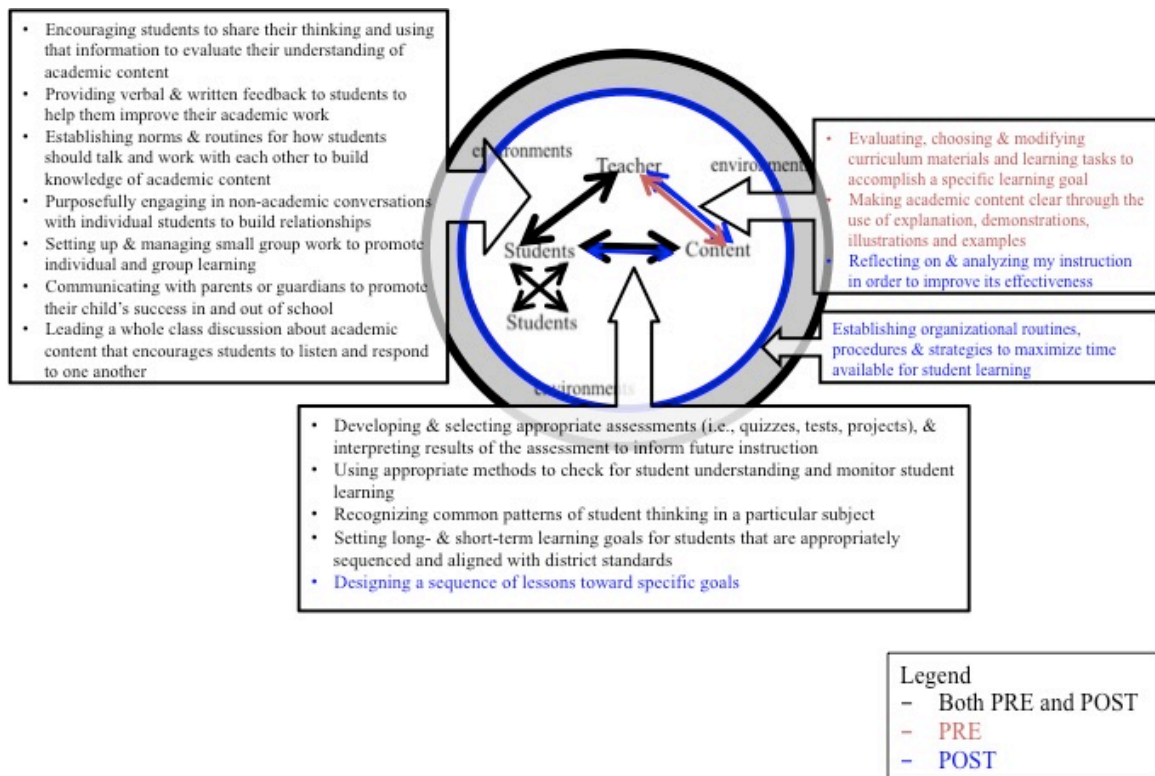 • Encouraging students to share their thinking and using
that information to evaluate their understanding of
academic content
• Providing verbal & written feedback to students to
help them improve their academic work
• Establishing norms & routines for how students
should talk and work with each other to build
knowledge of academic content
• Purposefully engaging in non-academic conversations
with individual students to build relationships
• Setting up & managing small group work to promote
individual and group learning
• Communicating with parents or guardians to promote
their child's success in and out of school
• Leading a whole class discussion about academic
content that encourages students to listen and respond
to one another
environments
Teacher
environments
Students
Content
Students
environments
• Evaluating, choosing & modifying
curriculum materials and learning tasks to
accomplish a specific learning goal
• Making academic content clear through the
use of explanation, demonstrations,
illustrations and examples
• Reflecting on & analyzing my instruction
in order to improve its effectiveness
Establishing organizational routines,
procedures & strategies to maximize time
available for student learning
• Developing & selecting appropriate assessments (i.e., quizzes, tests, projects), &
interpreting results of the assessment to inform future instruction
• Using appropriate methods to check for student understanding and monitor student
learning
• Recognizing common patterns of student thinking in a particular subject
• Setting long- & short-term learning goals for students that are appropriately
sequenced and aligned with district standards
• Designing a sequence of lessons toward specific goals
Legend
– Both PRE and POST
– PRE
– POST